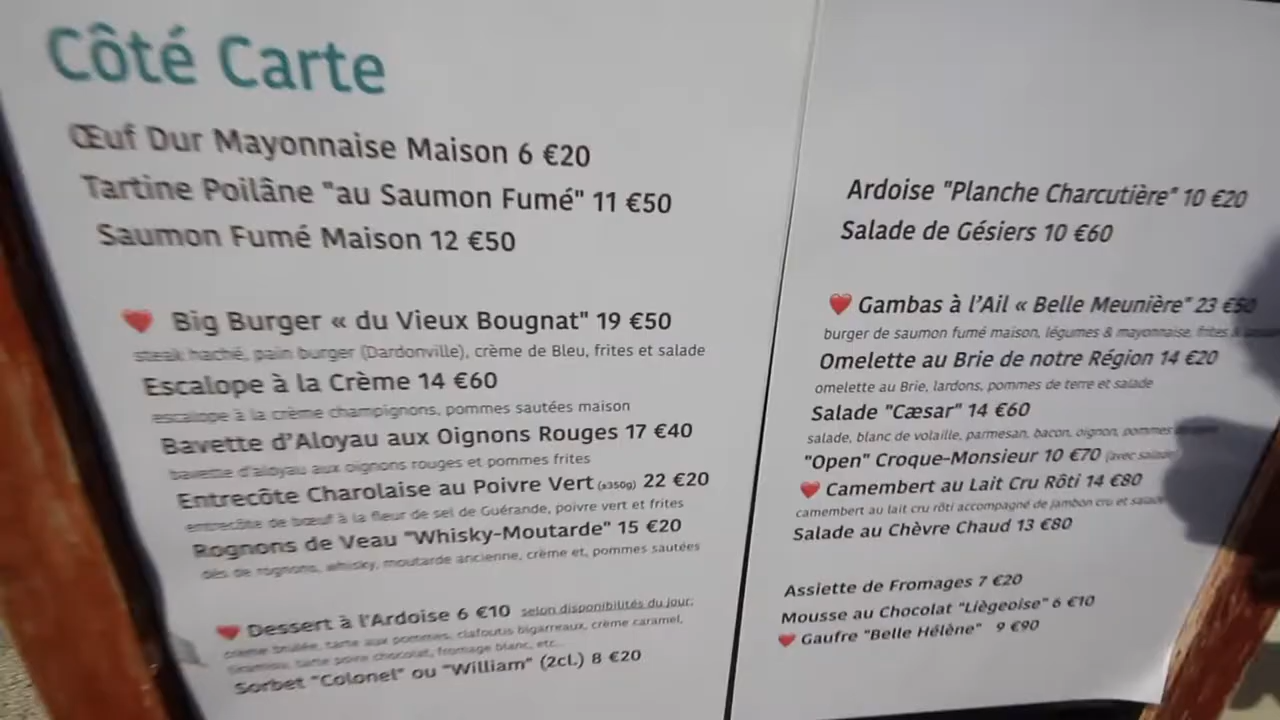 Côté Carte
Œuf Dur Mayonnaise Maison 6 €20
Tartine Poilâne "au Saumon Fumé" 11 €50
Saumon Fumé Maison 12 €50
❤ Big Burger « du Vieux Bougnat" 19 €50
steak haché, pain burger (Dardonville), crème de Bleu, frites et salade
Escalope à la Crème 14 €60
escalope à la crème champignons, pommes sautées maison
Bavette d'Aloyau aux Oignons Rouges 17 €40
bavette d'aloyau aux oignons rouges et pommes frites
Entrecôte Charolaise au Poivre Vert (±350g) 22 €20
entrecôte de bœuf à la fleur de sel de Guérande, poivre vert et frites
Rognons de Veau "Whisky-Moutarde" 15 €20
dés de rognons, whisky, moutarde ancienne, crème et, pommes sautées
❤ Dessert à l'Ardoise 6 €10 selon disponibilités du jour:
crème brûlée, tarte aux pommes, clafoutis bigarreaux, crème caramel,
tiramisu, tarte poire chocolat, fromage blanc, etc...
Sorbet "Colonel" ou "William" (2cl.) 8 €20
Ardoise "Planche Charcutière" 10 €20
Salade de Gésiers 10 €60
❤ Gambas à l'Ail « Belle Meunière" 23 €50
burger de saumon fumé maison, légumes & mayonnaise, frites &
Omelette au Brie de notre Région 14 €20
omelette au Brie, lardons, pommes de terre et salade
Salade "Cæsar" 14 €60
salade, blanc de volaille, parmesan, bacon, oignon, pommes
"Open" Croque-Monsieur 10 €70 (avec salade)
❤ Camembert au Lait Cru Rôti 14 €80
camembert au lait cru rôti accompagné de jambon cru et salade
Salade au Chèvre Chaud 13 €80
Assiette de Fromages 7 €20
Mousse au Chocolat "Liègeoise" 6 €10
❤ Gaufre "Belle Hélène" 9 €90